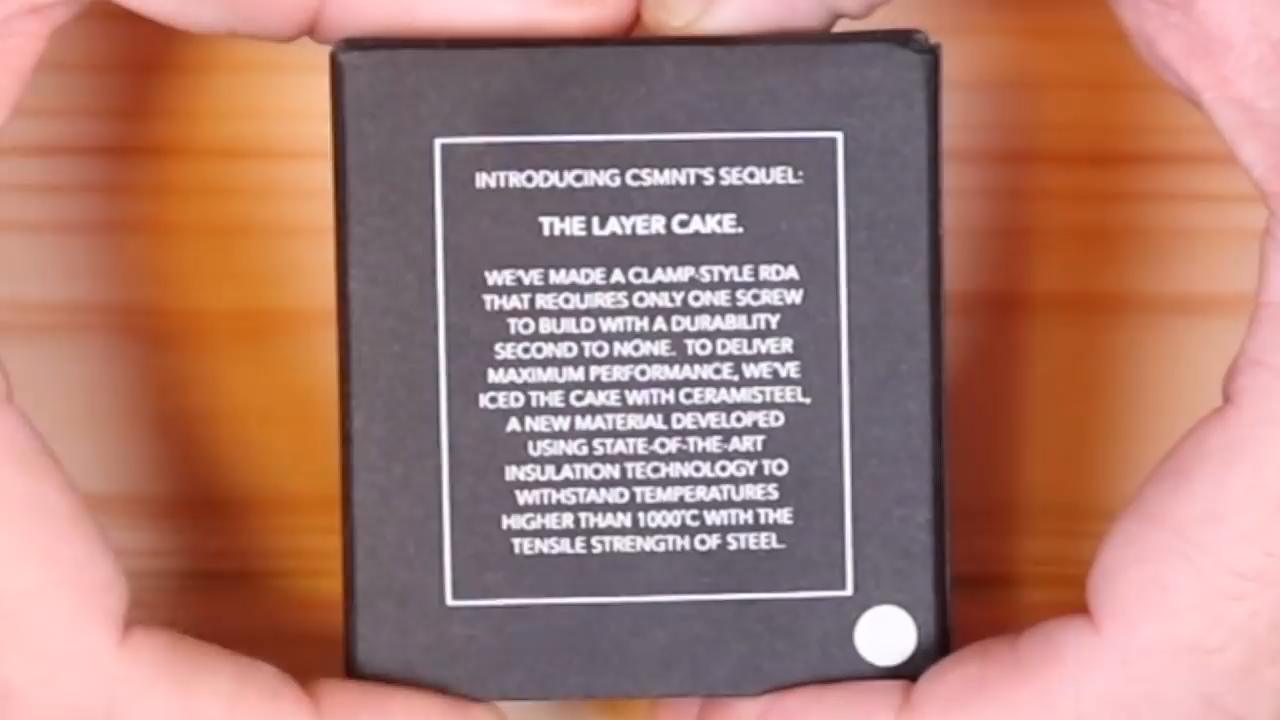 INTRODUCING CSMNT'S SEQUEL:
THE LAYER CAKE.
WE'VE MADE A CLAMP-STYLE RDA
THAT REQUIRES ONLY ONE SCREW
TO BUILD WITH A DURABILITY
SECOND TO NONE. TO DELIVER
MAXIMUM PERFORMANCE, WE'VE
ICED THE CAKE WITH CERAMISTEEL,
A NEW MATERIAL DEVELOPED
USING STATE-OF-THE-ART
INSULATION TECHNOLOGY TO
WITHSTAND TEMPERATURES
HIGHER THAN 1000°C WITH THE
TENSILE STRENGTH OF STEEL.